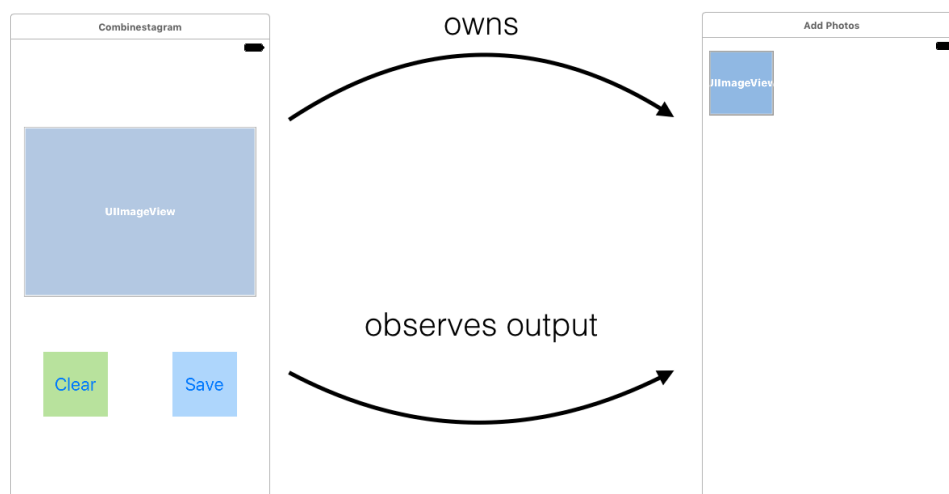 Combinestagram
owns
Add Photos
UIImageView
UIImageView
observes output
Clear
Save